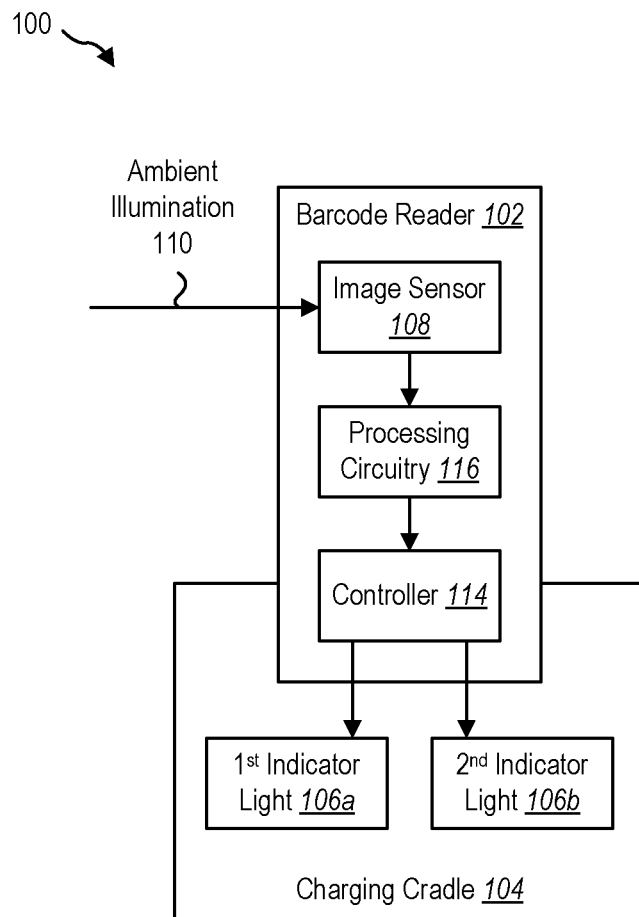 100
Ambient
Illumination
110
Barcode Reader 102
Image Sensor
108
Processing
Circuitry 116
Controller 114
1st Indicator
Light 106a
2nd Indicator
Light 106b
Charging Cradle 104